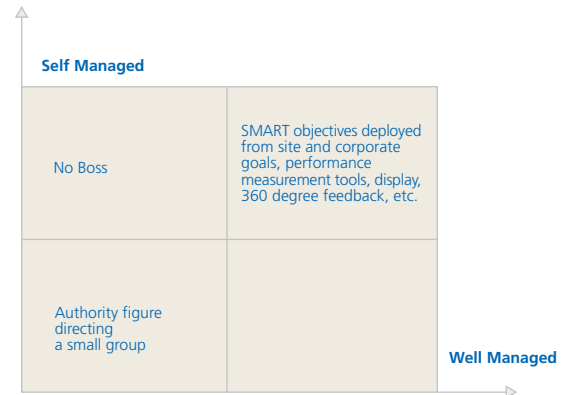 Self Managed
No Boss
SMART objectives deployed
from site and corporate
goals, performance
measurement tools, display,
360 degree feedback, etc.
Authority figure
directing
a small group
Well Managed